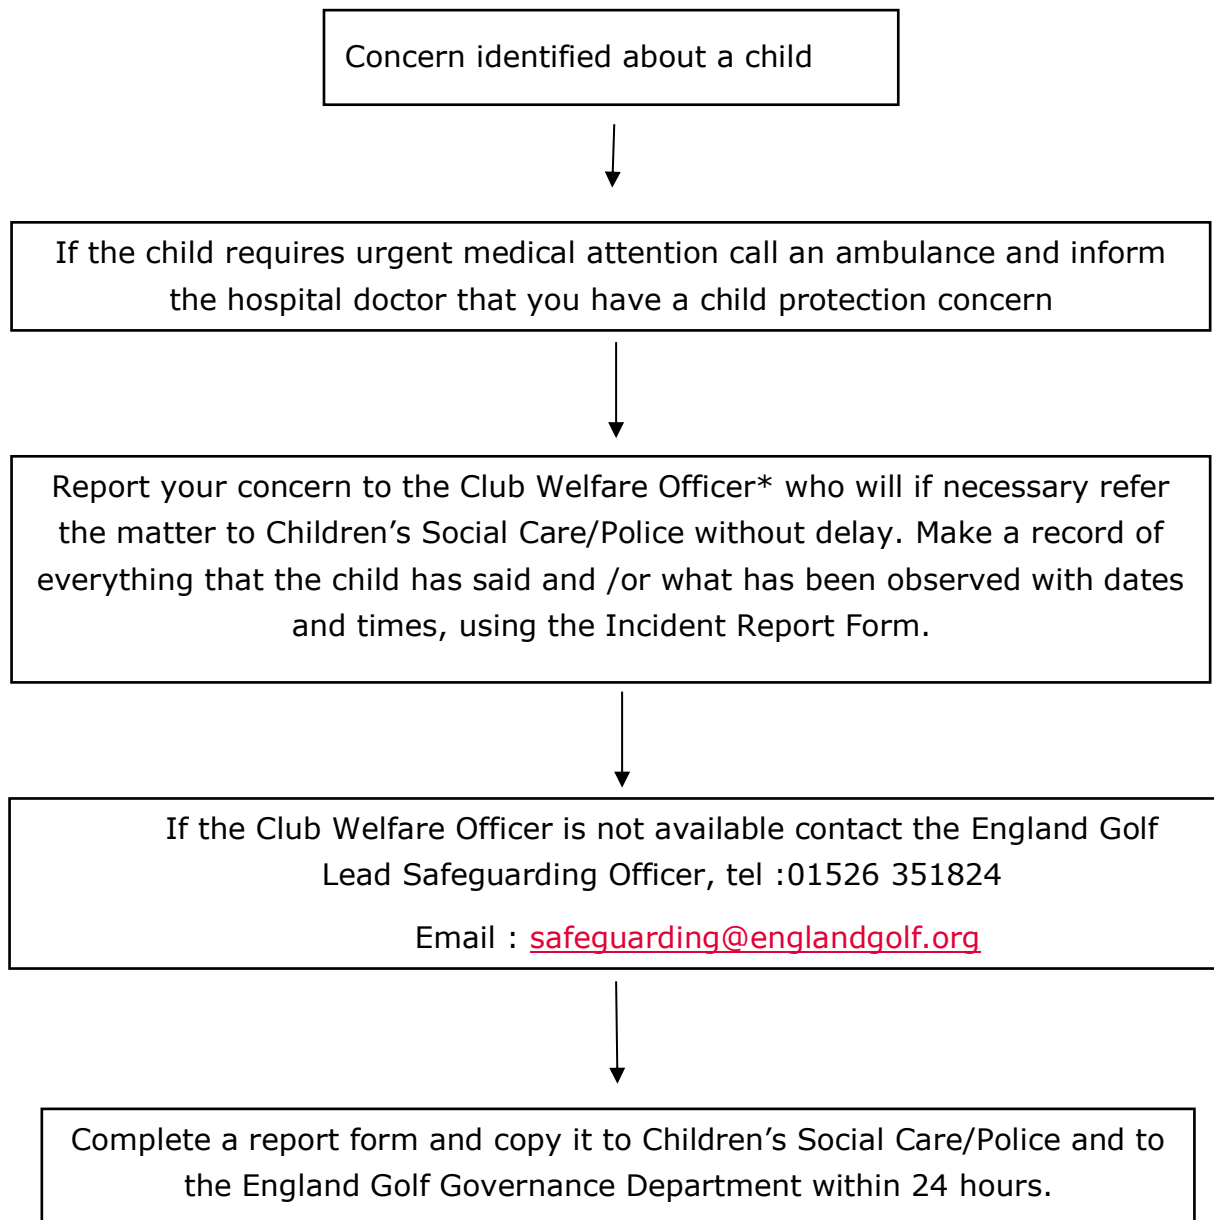 Concern identified about a child
If the child requires urgent medical attention call an ambulance and inform
the hospital doctor that you have a child protection concern
Report your concern to the Club Welfare Officer* who will if necessary refer
the matter to Children’s Social Care/Police without delay. Make a record of
everything that the child has said and /or what has been observed with dates
and times, using the Incident Report Form.
If the Club Welfare Officer is not available contact the England Golf
Lead Safeguarding Officer, tel :01526 351824
Email : safeguarding@englandgolf.org
Complete a report form and copy it to Children’s Social Care/Police and to
the England Golf Governance Department within 24 hours.